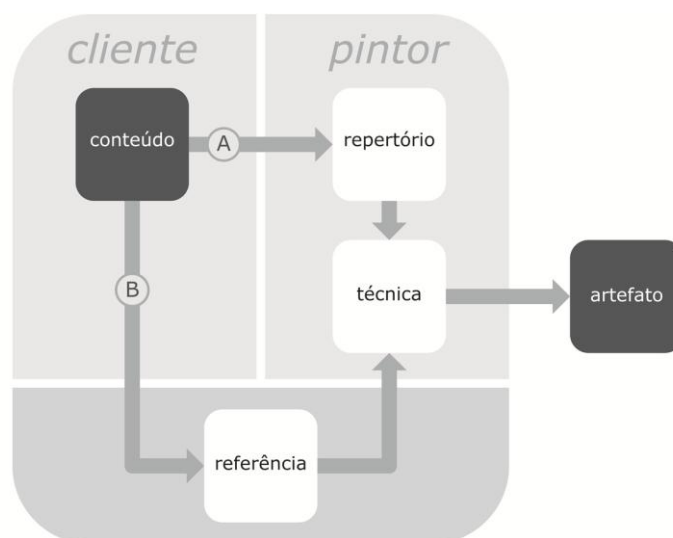 cliente
pintor
conteúdo
A
repertório
B
técnica
artefato
referência